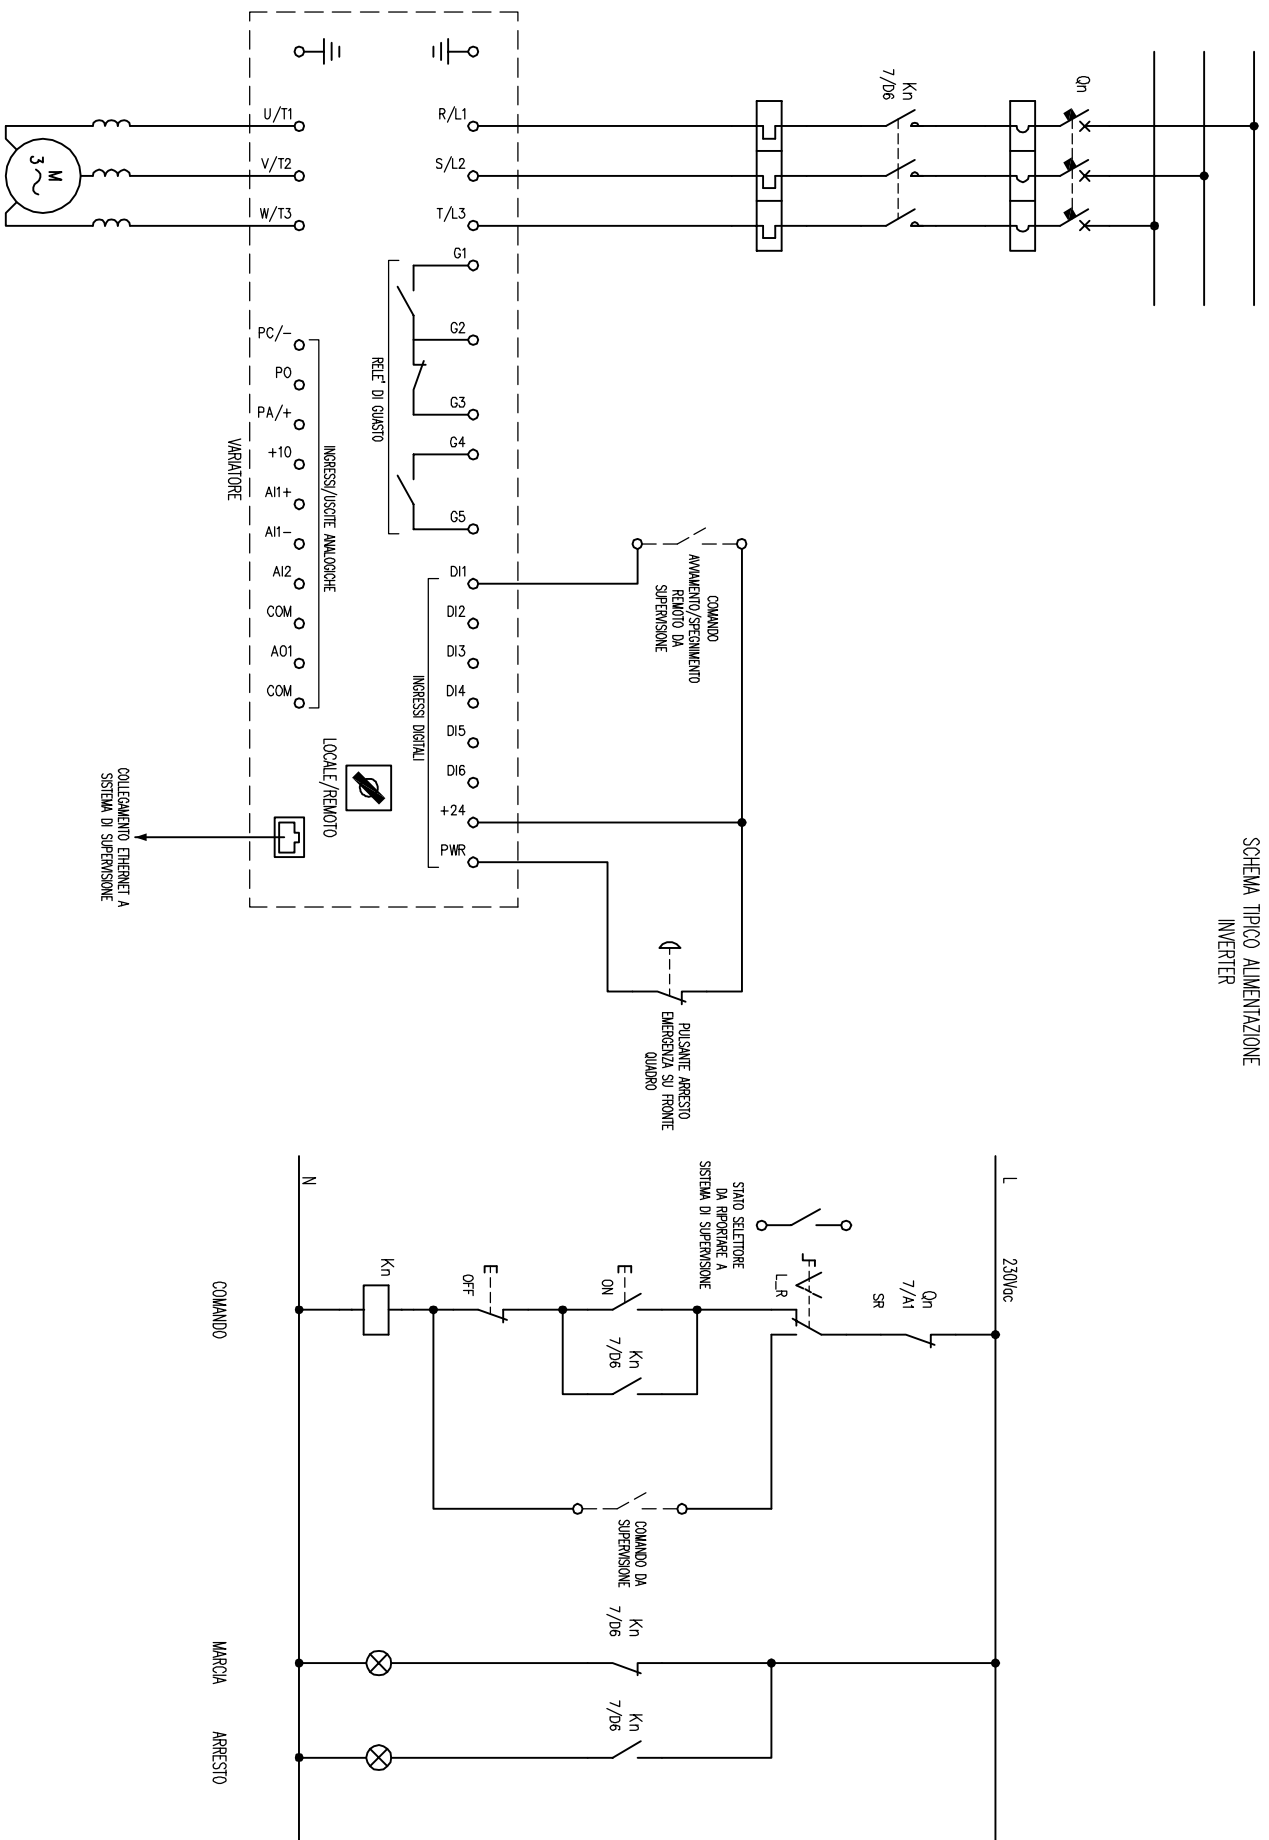 SCHEMA TIPICO ALIMENTAZIONE
INVERTER
Qn
Kn
7/D6
R/L1
S/L2
T/L3
G1
G2
G3
G4
G5
RELE' DI GUASTO
DI1
DI2
DI3
DI4
DI5
DI6
+24
PWR
INGRESSI DIGITALI
COMANDO
AVVIAMENTO/SPEGNIMENTO
REMOTO DA
SUPERVISIONE
PULSANTE ARRESTO
EMERGENZA SU FRONTE
QUADRO
LOCALE/REMOTO
INGRESSI/USCITE ANALOGICHE
U/T1
V/T2
W/T3
PC/-
PO
PA/+
+10
AI1+
AI1-
AI2
COM
AO1
COM
VARIATORE
M
3~
COLLEGAMENTO ETHERNET A
SISTEMA DI SUPERVISIONE
L
230Vac
Qn
7/A1
SR
L_R
STATO SELETTORE
DA RIPORTARE A
SISTEMA DI SUPERVISIONE
ON
Kn
7/D6
OFF
Kn
COMANDO DA
SUPERVISIONE
Kn
7/D6
Kn
7/D6
N
COMANDO
MARCIA
ARRESTO